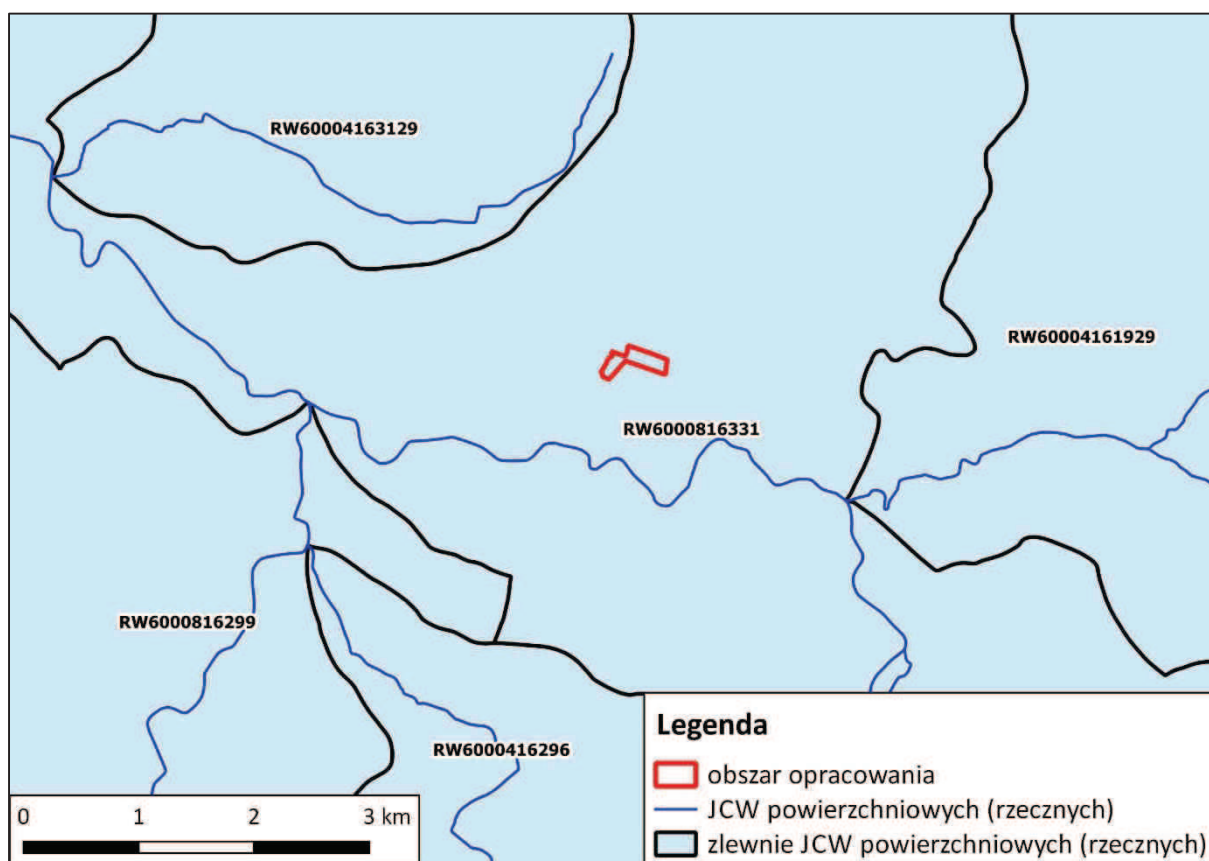 RW60004163129
RW60004161929
RW6000816331
RW6000816299
RW6000416296
Legenda
obszar opracowania
JCW powierzchniowych (rzecznych)
zlewnie JCW powierzchniowych (rzecznych)
0 1 2 3 km